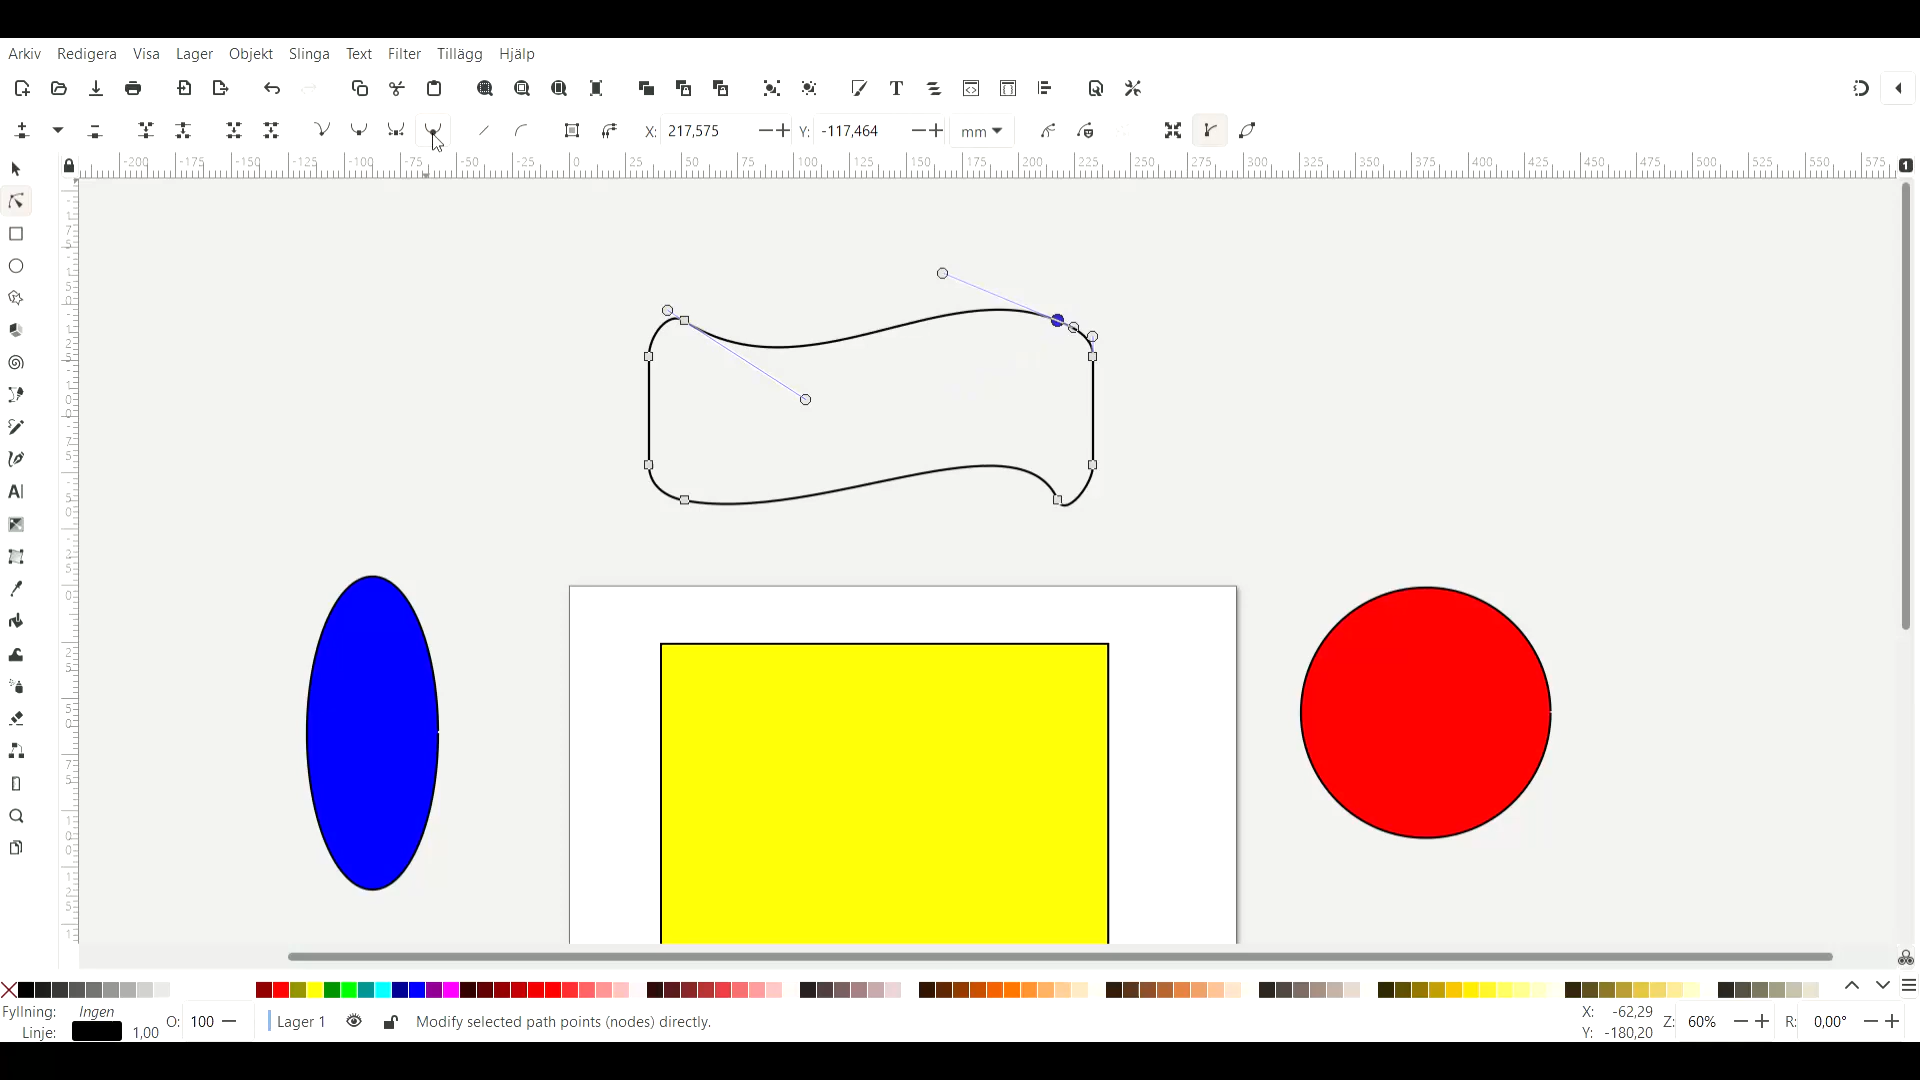 Arkiv Redigera Visa Lager Objekt Slinga Text Filter Tillägg Hjälp
X: 217,575 Y: -117,464 mm
-200 -175 -150 -125 -100 -75 -50 -25 0 25 50 75 100 125 150 175 200 225 250 275 300 325 350 375 400 425 450 475 500 525 550 575
1
Fyllning: Ingen
Linje: 1,00
O: 100
Lager 1
Modify selected path points (nodes) directly.
X: -62,29
Y: -180,20
Z: 60%
R: 0,00°